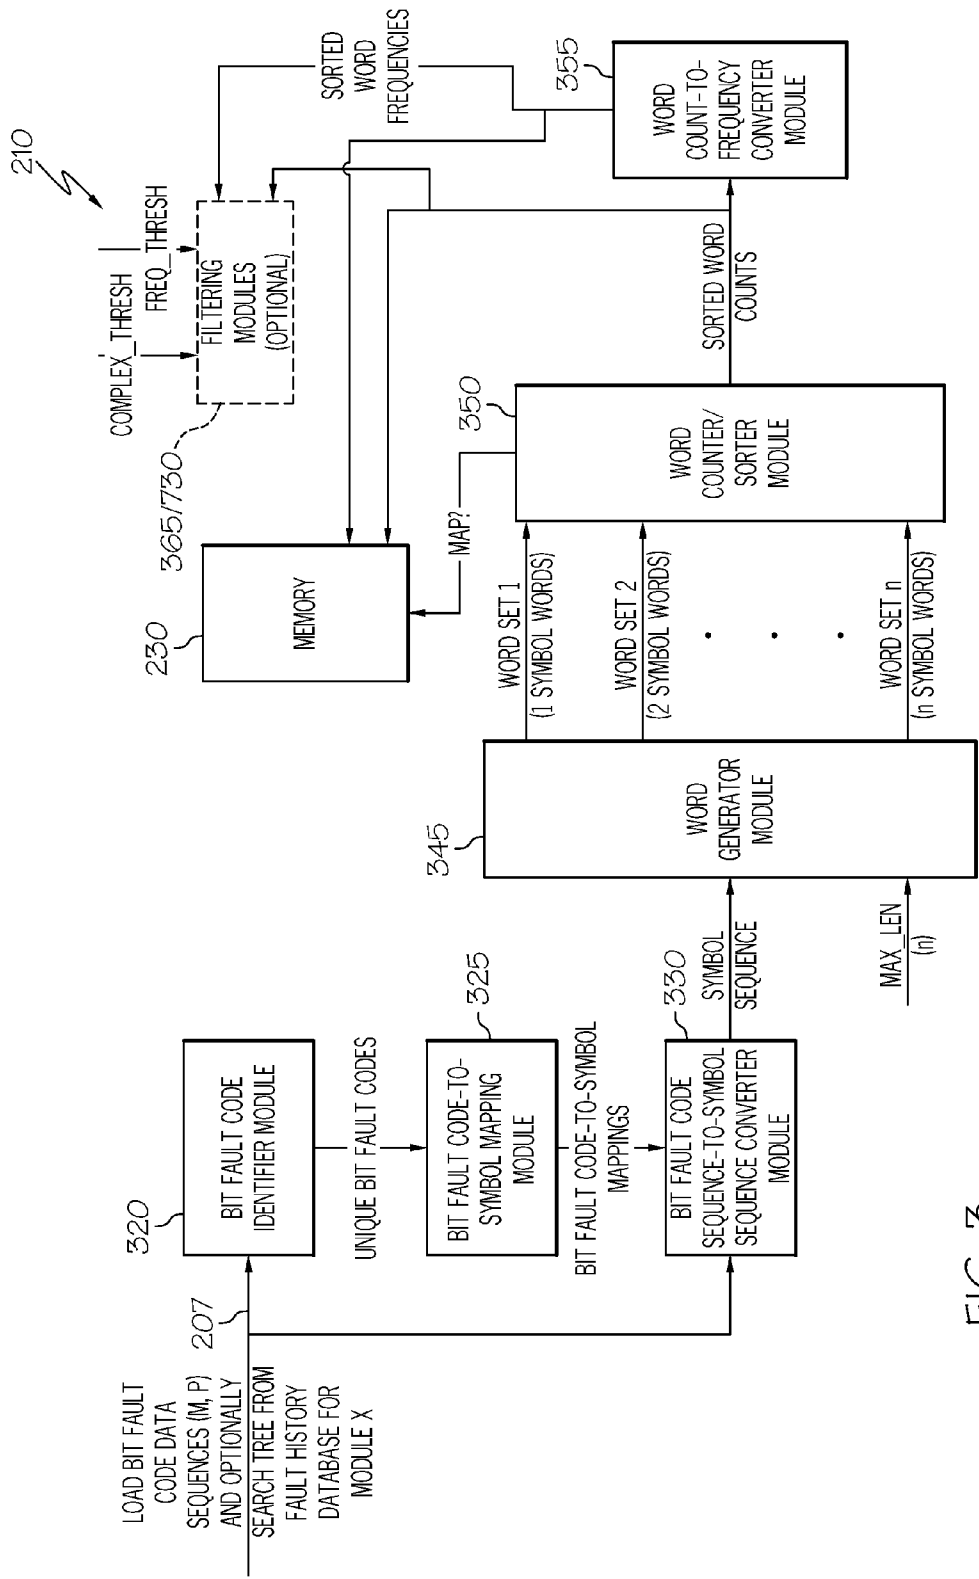 210
LOAD BIT FAULT
CODE DATA
SEQUENCES (M, P)
AND OPTIONALLY
SEARCH TREE FROM
FAULT HISTORY
DATABASE FOR
MODULE X
207
320
BIT FAULT CODE
IDENTIFIER MODULE
UNIQUE BIT FAULT CODES
325
BIT FAULT CODE-TO-
SYMBOL MAPPING
MODULE
BIT FAULT CODE-TO-SYMBOL
MAPPINGS
330
BIT FAULT CODE
SEQUENCE-TO-SYMBOL
SEQUENCE CONVERTER
MODULE
SYMBOL
SEQUENCE
MAX_LEN
(n)
345
WORD
GENERATOR
MODULE
WORD SET 1
(1 SYMBOL WORDS)
WORD SET 2
(2 SYMBOL WORDS)
WORD SET n
(n SYMBOL WORDS)
350
WORD
COUNTER/
SORTER
MODULE
MAP?
230
MEMORY
365/730
FILTERING
MODULES
(OPTIONAL)
COMPLEX_THRESH
FREQ_THRESH
SORTED WORD
COUNTS
355
WORD
COUNT-TO-
FREQUENCY
CONVERTER
MODULE
SORTED
WORD
FREQUENCIES
FIG. 3